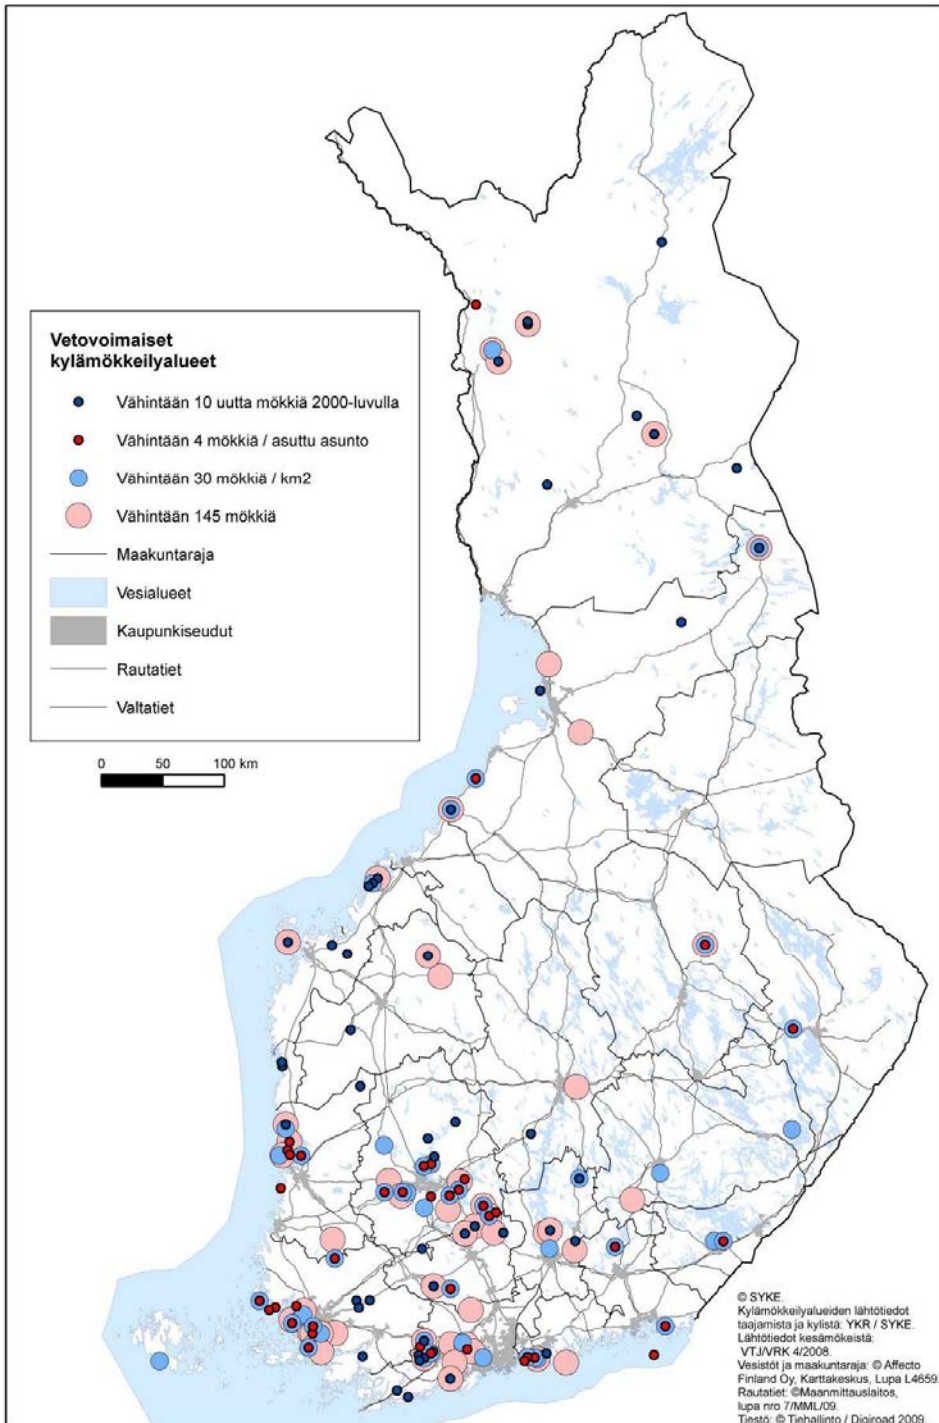 Vetovoimaiset
kylämökkeilyalueet
Vähintään 10 uutta mökkiä 2000-luvulla
Vähintään 4 mökkiä / asuttu asunto
Vähintään 30 mökkiä / km2
Vähintään 145 mökkiä
Maakuntaraja
Vesialueet
Kaupunkiseudut
Rautatiet
Valtatiet
0 50 100 km
© SYKE.
Kylämökkeilyalueiden lähtötiedot
taajamista ja kylistä: YKR / SYKE.
Lähtötiedot kesämökeistä:
VTJ/VRK 4/2008.
Vesistöt ja maakuntaraja: © Affecto
Finland Oy, Karttakeskus, Lupa L4659.
Rautatiet: ©Maanmittauslaitos,
lupa nro 7/MML/09.
Tiestö: © Tiehallinto / Digiroad 2009.